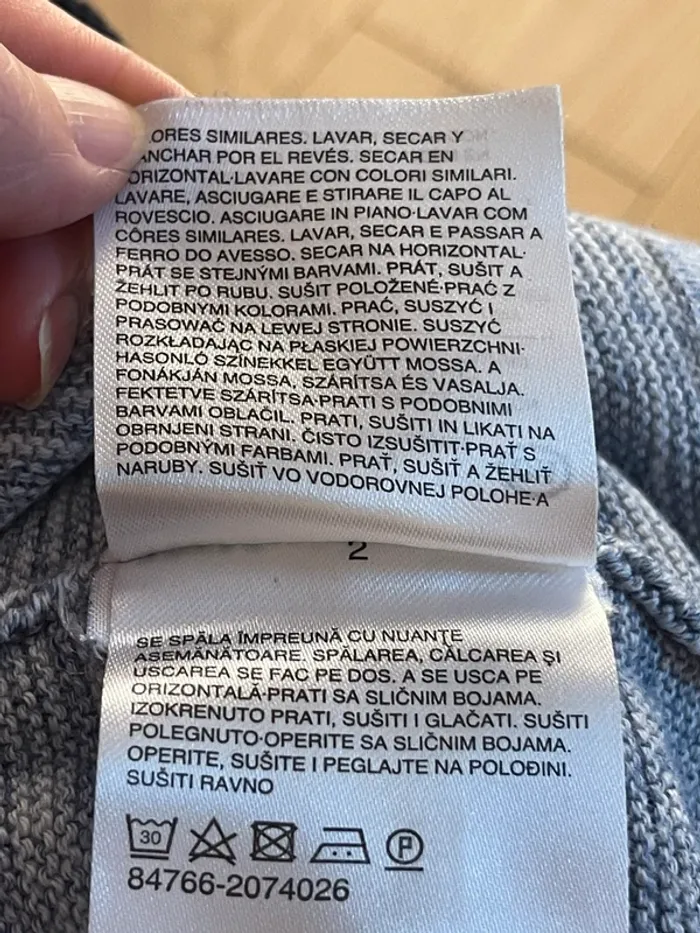 ORES SIMILARES. LAVAR, SECAR Y
ANCHAR POR EL REVÉS. SECAR EN
ORIZONTAL·LAVARE CON COLORI SIMILARI.
LAVARE, ASCIUGARE E STIRARE IL CAPO AL
ROVESCIO. ASCIUGARE IN PIANO·LAVAR COM
CÔRES SIMILARES. LAVAR, SECAR E PASSAR A
FERRO DO AVESSO. SECAR NA HORIZONTAL·
PRÁT SE STEJNÝMI BARVAMI. PRÁT, SUŠIT A
ŽEHLIT PO RUBU. SUŠIT POLOŽENÉ·PRAĆ Z
PODOBNYMI KOLORAMI. PRAĆ, SUSZYĆ I
PRASOWAĆ NA LEWEJ STRONIE. SUSZYĆ
ROZKŁADAJĄC NA PŁASKIEJ POWIERZCHNI·
HASONLÓ SZÍNEKKEL EGYÜTT MOSSA. A
FONÁKJÁN MOSSA, SZÁRÍTSA ÉS VASALJA.
FEKTETVE SZÁRÍTSA·PRATI S PODOBNIMI
BARVAMI OBLAČIL. PRATI, SUŠITI IN LIKATI NA
OBRNJENI STRANI. ČISTO IZSUŠITIT·PRAŤ S
PODOBNÝMI FARBAMI. PRAŤ, SUŠIŤ A ŽEHLIŤ
NARUBY. SUŠIŤ VO VODOROVNEJ POLOHE·A
2
SE SPĂLA ÎMPREUNĂ CU NUANȚE
ASEMĂNĂTOARE. SPĂLAREA, CĂLCAREA ȘI
USCAREA SE FAC PE DOS. A SE USCA PE
ORIZONTALĂ·PRATI SA SLIČNIM BOJAMA.
IZOKRENUTO PRATI, SUŠITI I GLAČATI. SUŠITI
POLEGNUTO·OPERITE SA SLIČNIM BOJAMA.
OPERITE, SUŠITE I PEGLAJTE NA POLOĐINI.
SUŠITI RAVNO
30 P
84766-2074026